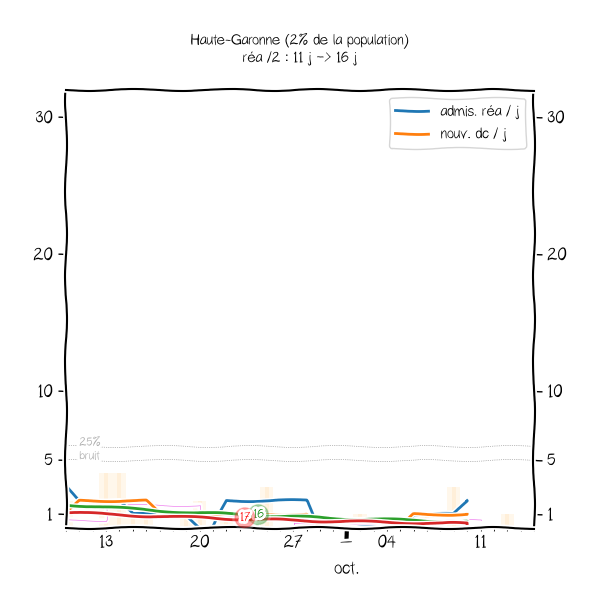 Haute-Garonne (2% de la population)
réa /2 : 11 j -> 16 j
admis. réa / j
nouv. dc / j
30 30
20 20
10 10
25%
bruit
5 5
1 1
17 16
13 20 27 1 04 11
oct.